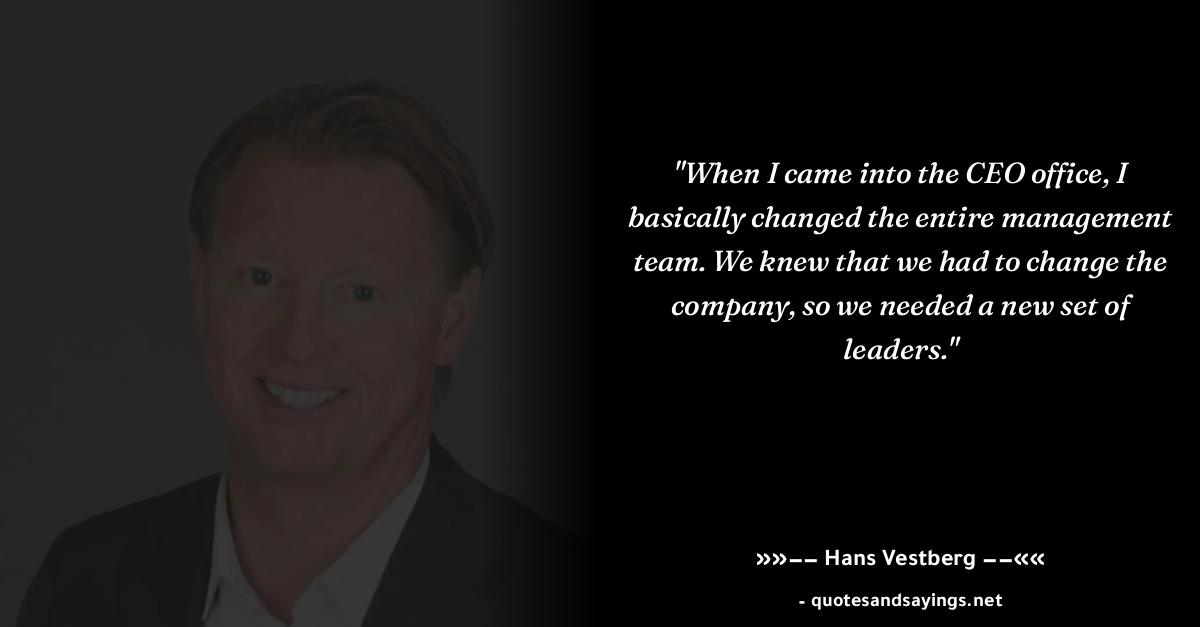 "When I came into the CEO office, I
basically changed the entire management
team. We knew that we had to change the
company, so we needed a new set of
leaders."
»»−− Hans Vestberg −−««
- quotesandsayings.net